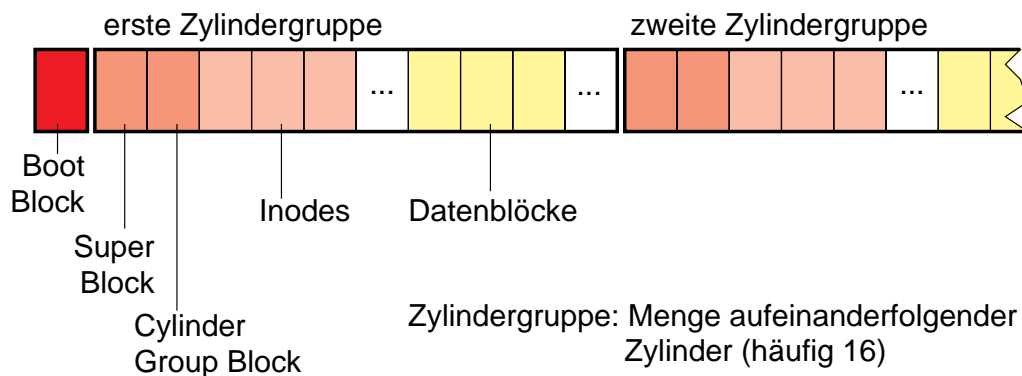 erste Zylindergruppe
zweite Zylindergruppe
...
...
...
Boot
Block
Inodes
Datenblöcke
Super
Block
Cylinder
Group Block
Zylindergruppe: Menge aufeinanderfolgender
Zylinder (häufig 16)